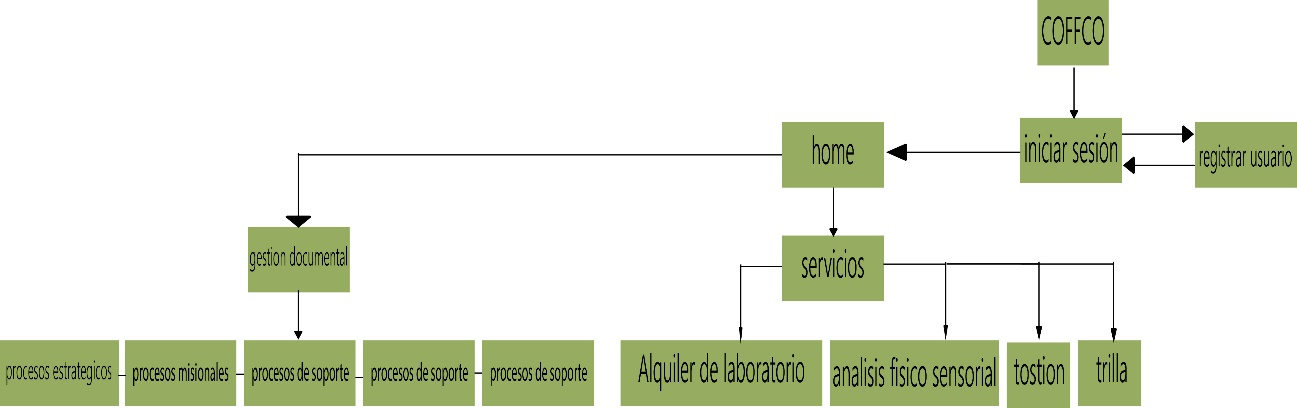 COFFCO
home
iniciar sesión
registrar usuario
gestion documental
servicios
procesos estrategicos
procesos misionales
procesos de soporte
procesos de soporte
procesos de soporte
Alquiler de laboratorio
analisis fisico sensorial
tostion
trilla